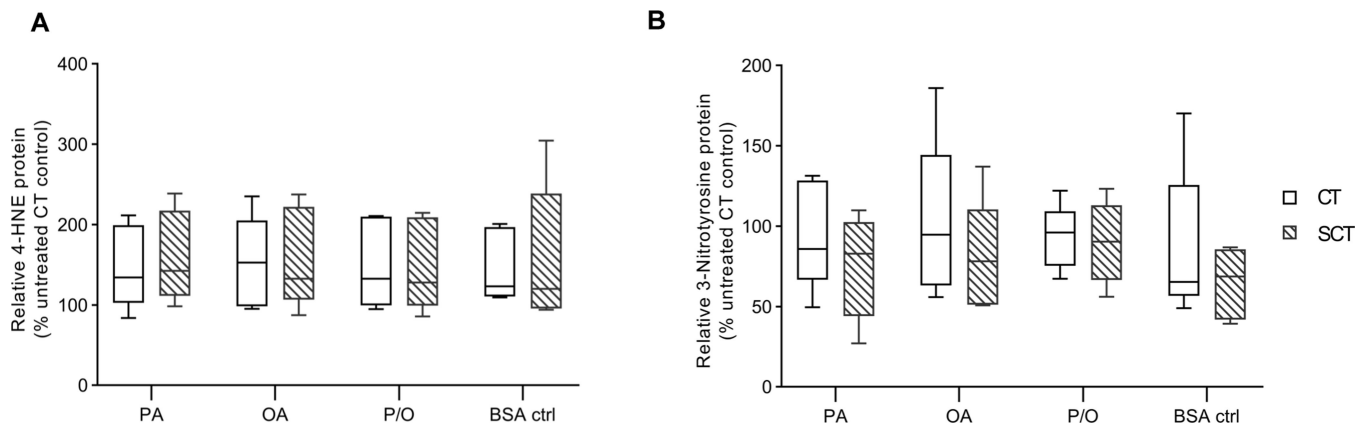 A
Relative 4-HNE protein
(% untreated CT control)
400
300
200
100
0
PA OA P/O BSA ctrl
B
Relative 3-Nitrotyrosine protein
(% untreated CT control)
200
150
100
50
0
PA OA P/O BSA ctrl
CT
SCT